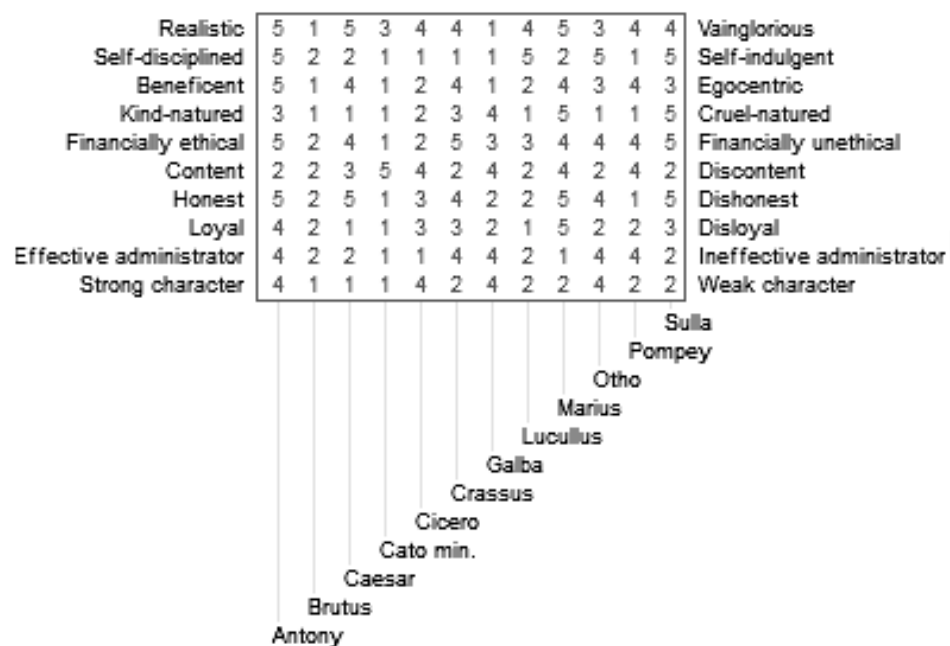 Realistic 5 1 5 3 4 4 1 4 5 3 4 4 Vainglorious
Self-disciplined 5 2 2 1 1 1 1 5 2 5 1 5 Self-indulgent
Beneficent 5 1 4 1 2 4 1 2 4 3 4 3 Egocentric
Kind-natured 3 1 1 1 2 3 4 1 5 1 1 5 Cruel-natured
Financially ethical 5 2 4 1 2 5 3 3 4 4 4 5 Financially unethical
Content 2 2 3 5 4 2 4 2 4 2 4 2 Discontent
Honest 5 2 5 1 3 4 2 2 5 4 1 5 Dishonest
Loyal 4 2 1 1 3 3 2 1 5 2 2 3 Disloyal
Effective administrator 4 2 2 1 1 4 4 2 1 4 4 2 Ineffective administrator
Strong character 4 1 1 1 4 2 4 2 2 4 2 2 Weak character
Sulla
Pompey
Otho
Marius
Lucullus
Galba
Crassus
Cicero
Cato min.
Caesar
Brutus
Antony